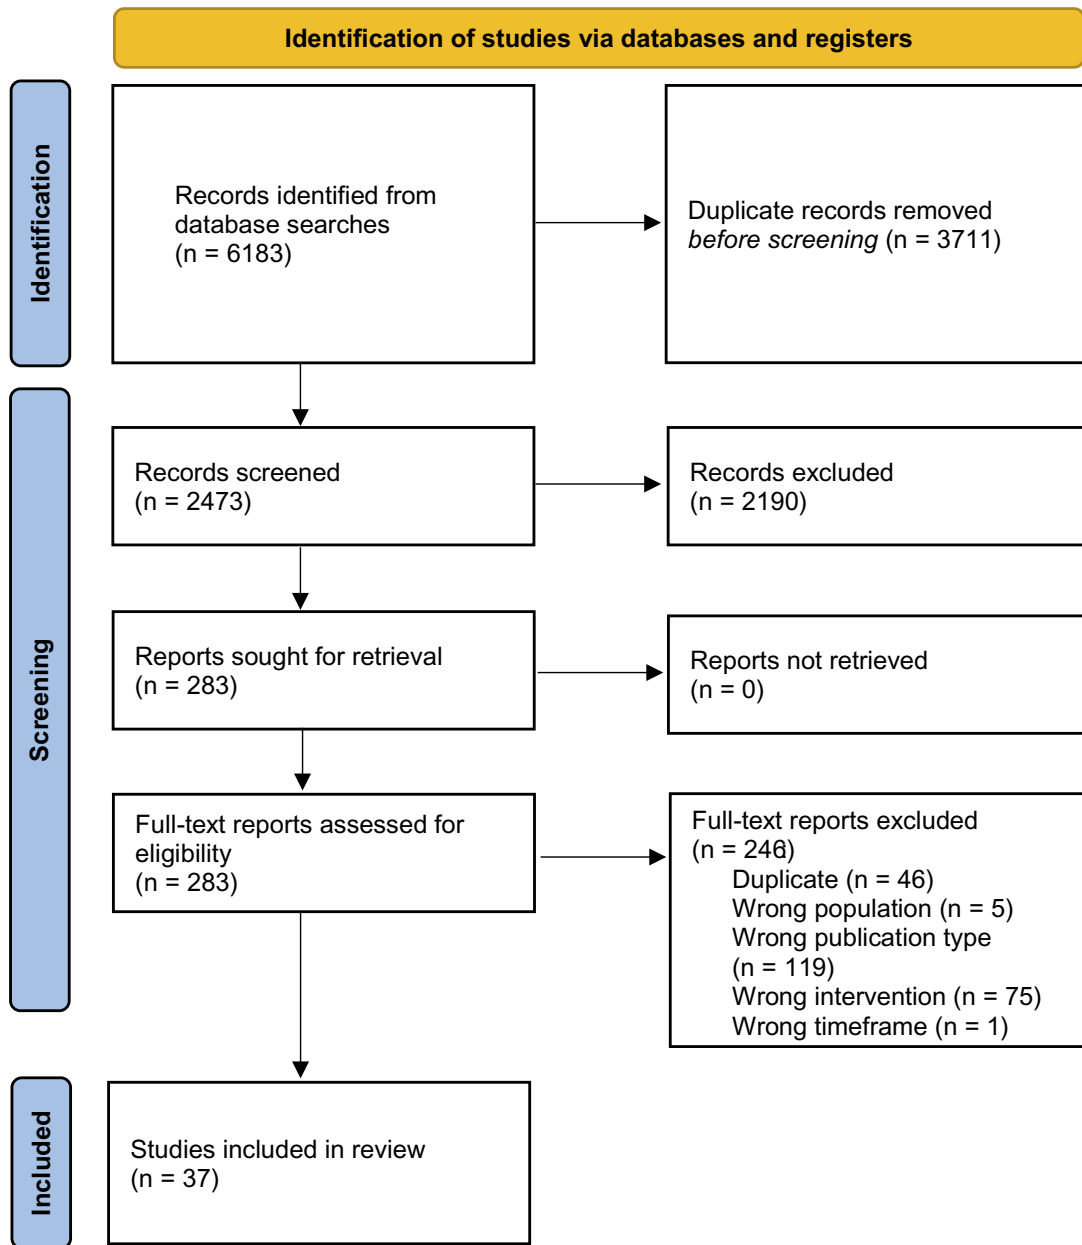 Identification of studies via databases and registers
Identification
Records identified from
database searches
(n = 6183)
Duplicate records removed
before screening (n = 3711)
Screening
Records screened
(n = 2473)
Records excluded
(n = 2190)
Reports sought for retrieval
(n = 283)
Reports not retrieved
(n = 0)
Full-text reports assessed for
eligibility
(n = 283)
Full-text reports excluded
(n = 246)
Duplicate (n = 46)
Wrong population (n = 5)
Wrong publication type
(n = 119)
Wrong intervention (n = 75)
Wrong timeframe (n = 1)
Included
Studies included in review
(n = 37)